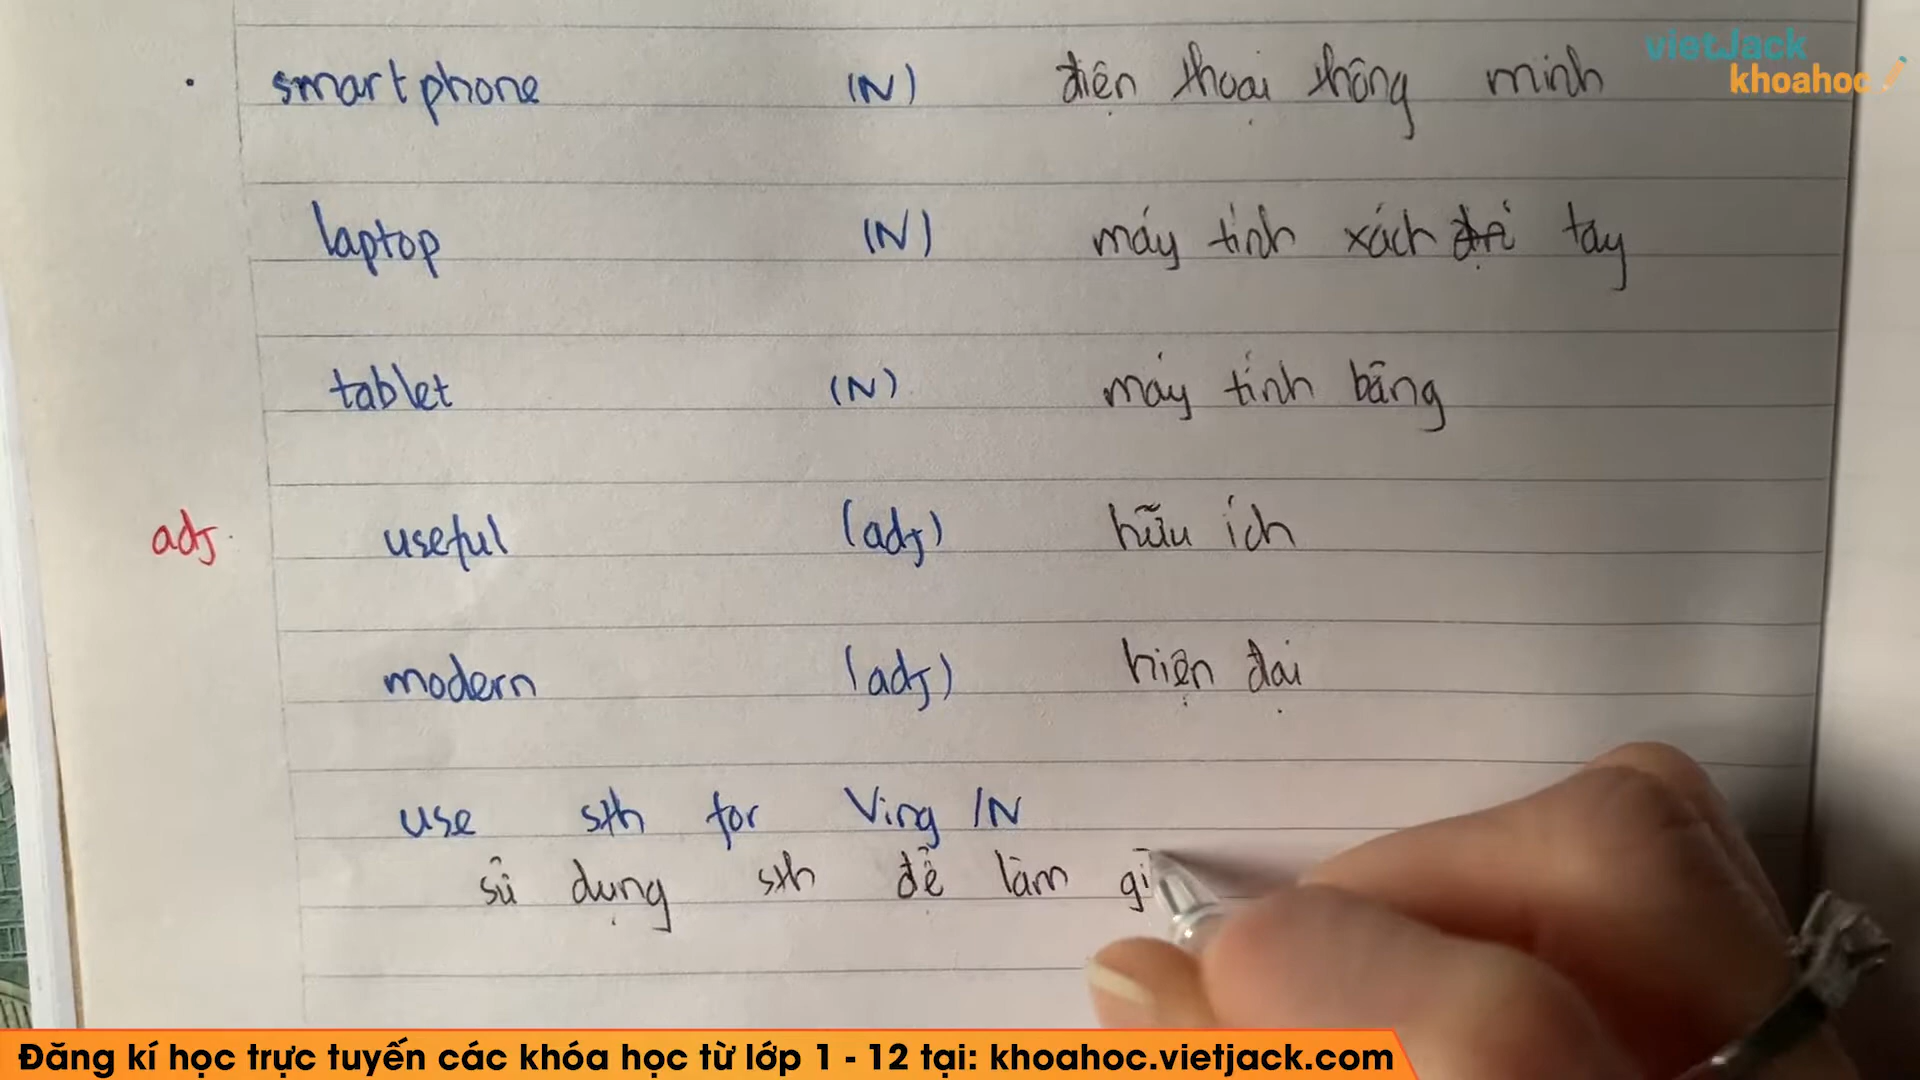 vietJack
khoahoc
smartphone (N) điện thoại thông minh
laptop (N) máy tính xách tay
tablet (N) máy tính bảng
adj. useful (adj) hữu ích
modern (adj) hiện đại
use sth for Ving / N
sử dụng sth để làm gì
Đăng kí học trực tuyến các khóa học từ lớp 1 - 12 tại: khoahoc.vietjack.com